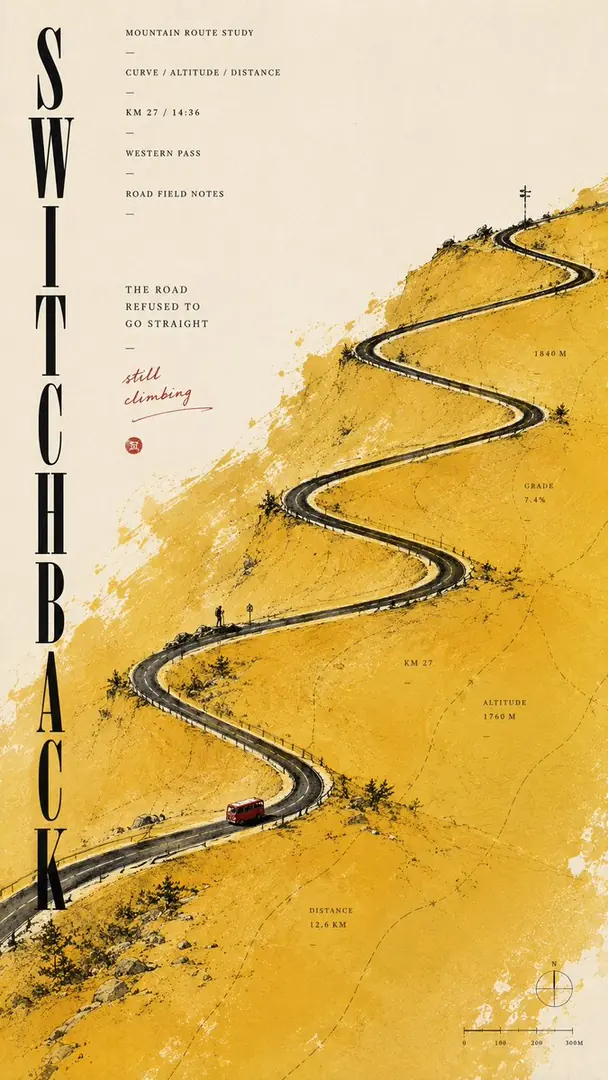 SWITCHBACK
MOUNTAIN ROUTE STUDY
—
CURVE / ALTITUDE / DISTANCE
—
KM 27 / 14:36
—
WESTERN PASS
—
ROAD FIELD NOTES
—
THE ROAD
REFUSED TO
GO STRAIGHT
—
still
climbing
1840 M
GRADE
7.4%
KM 27
ALTITUDE
1760 M
DISTANCE
12,6 KM
N
0 100 200 300M